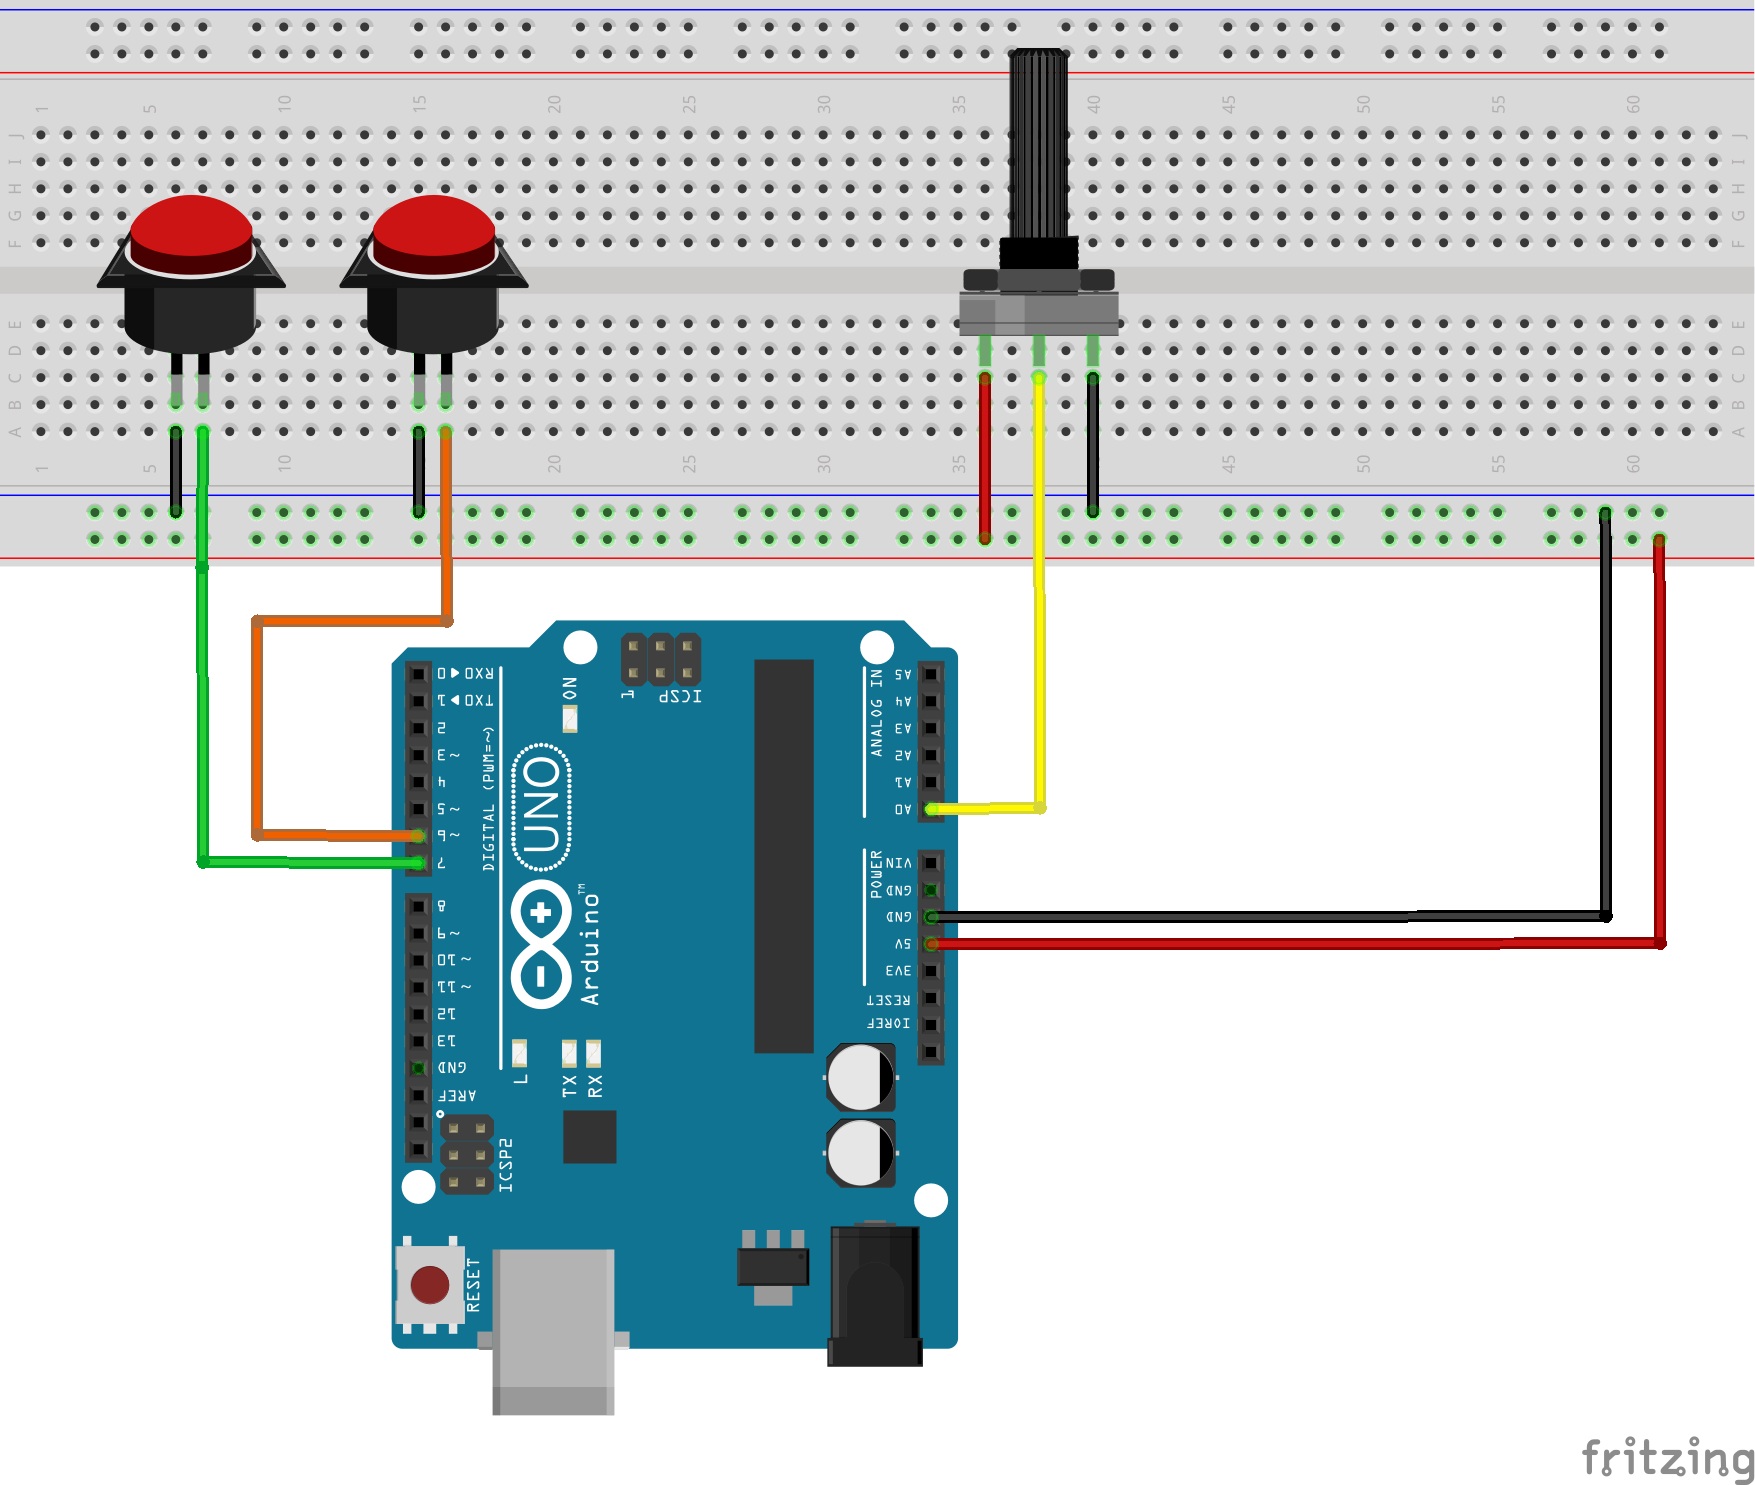 1 5 10 15 20 25 30 35 40 45 50 55 60
J J
I I
H H
G G
F F
E E
D D
C C
B B
A A
1 5 10 15 20 25 30 35 40 45 50 55 60
0 RX0
1 TX0
2
3~
4
5~
6~
7
8
9~
10~
11~
12
13
GND
AREF
DIGITAL (PWM=~)
ON
1 ICSP
UNO
Arduino™
L
TX
RX
ICSP2
RESET
ANALOG IN
A5
A4
A3
A2
A1
A0
POWER
VIN
GND
GND
5V
3V3
RESET
IOREF
fritzing